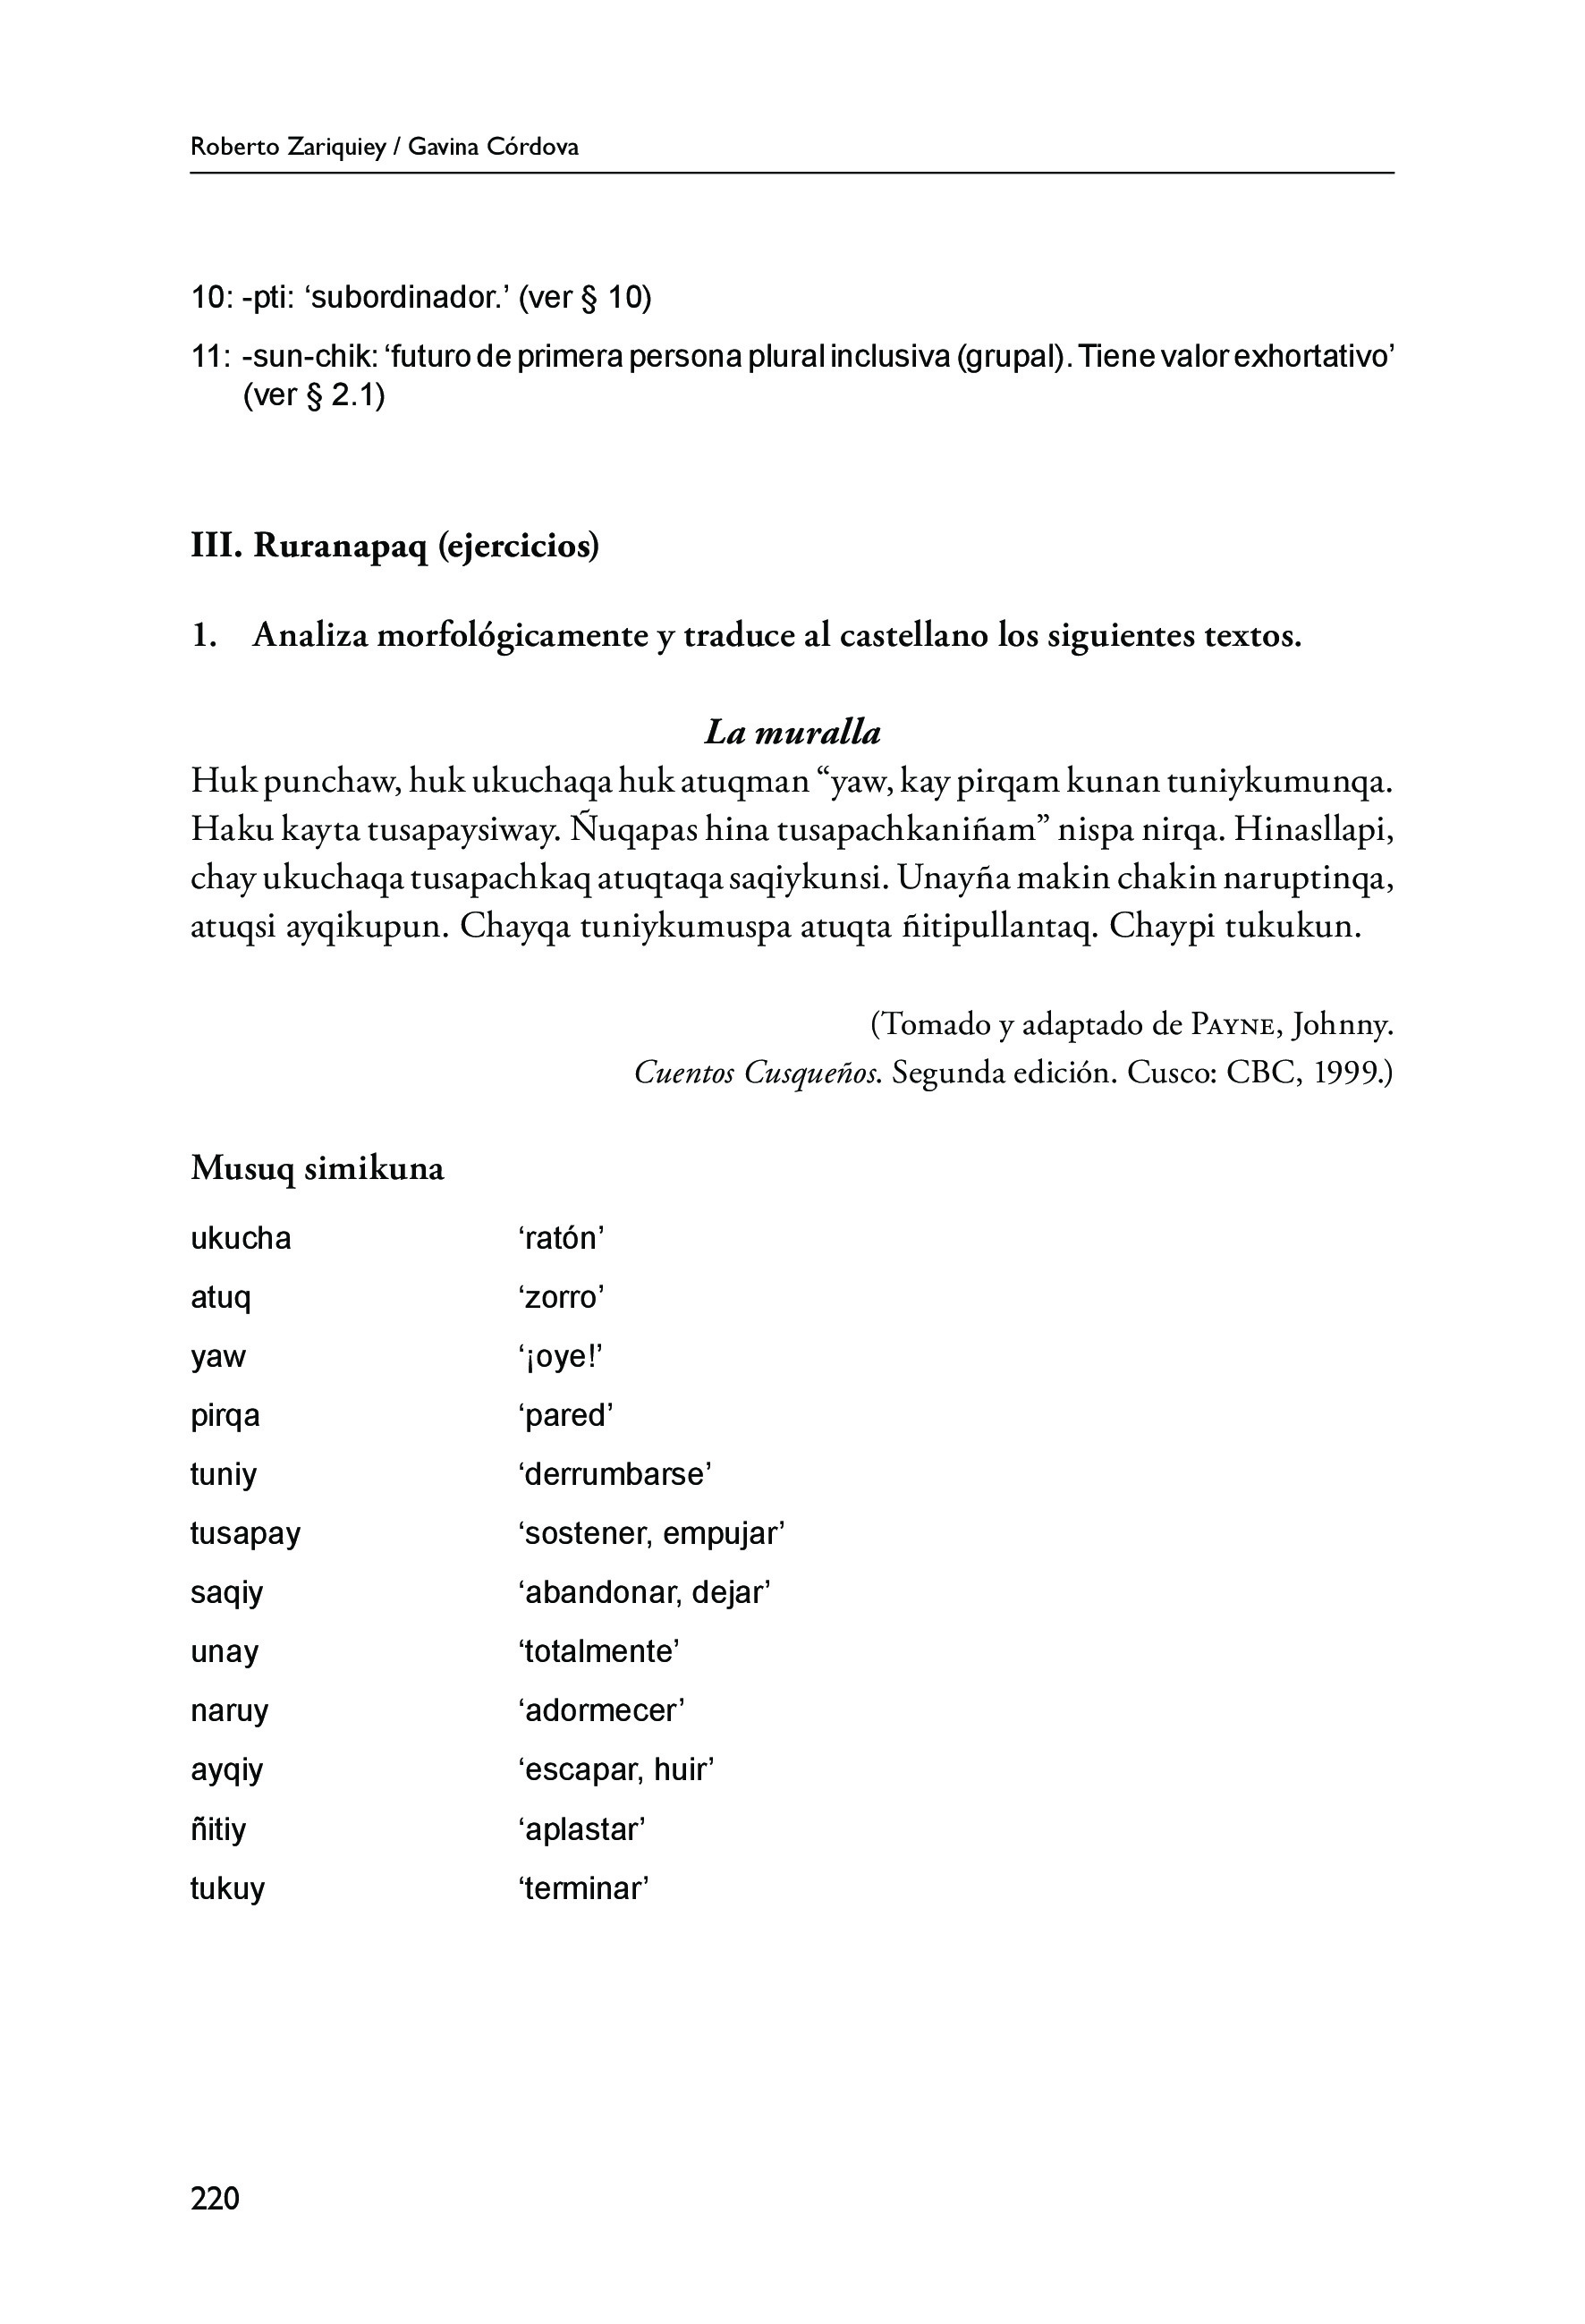 Roberto Zariquiey / Gavina Córdova
10: -pti: ‘subordinador.’ (ver § 10)
11: -sun-chik: ‘futuro de primera persona plural inclusiva (grupal). Tiene valor exhortativo’
(ver § 2.1)
III. Ruranapaq (ejercicios)
1. Analiza morfológicamente y traduce al castellano los siguientes textos.
La muralla
Huk punchaw, huk ukuchaqa huk atuqman “yaw, kay pirqam kunan tuniykumunqa.
Haku kayta tusapaysiway. Ñuqapas hina tusapachkaniñam” nispa nirqa. Hinasllapi,
chay ukuchaqa tusapachkaq atuqtaqa saqiykunsi. Unayña makin chakin naruptinqa,
atuqsi ayqikupun. Chayqa tuniykumuspa atuqta ñitipullantaq. Chaypi tukukun.
(Tomado y adaptado de Payne, Johnny.
Cuentos Cusqueños. Segunda edición. Cusco: CBC, 1999.)
Musuq simikuna
ukucha ‘ratón’
atuq ‘zorro’
yaw ‘¡oye!’
pirqa ‘pared’
tuniy ‘derrumbarse’
tusapay ‘sostener, empujar’
saqiy ‘abandonar, dejar’
unay ‘totalmente’
naruy ‘adormecer’
ayqiy ‘escapar, huir’
ñitiy ‘aplastar’
tukuy ‘terminar’
220